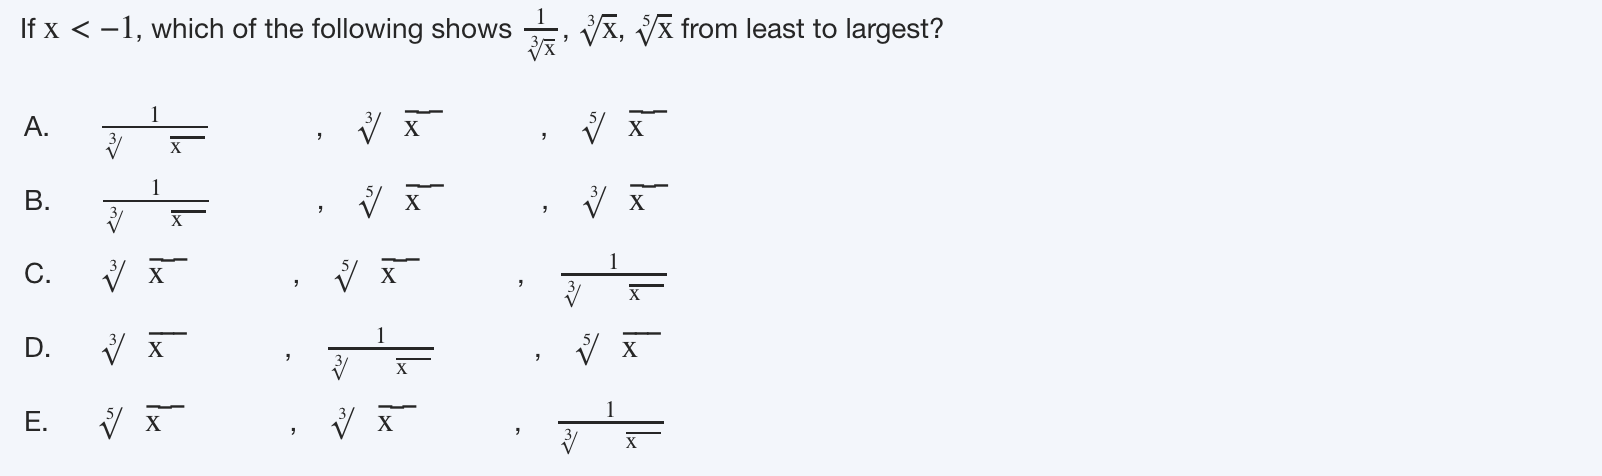 If x < −1, which of the following shows 1/∛x, ∛x, ⁵√x from least to largest?
A. 1/∛x , ∛x , ⁵√x
B. 1/∛x , ⁵√x , ∛x
C. ∛x , ⁵√x , 1/∛x
D. ∛x , 1/∛x , ⁵√x
E. ⁵√x , ∛x , 1/∛x